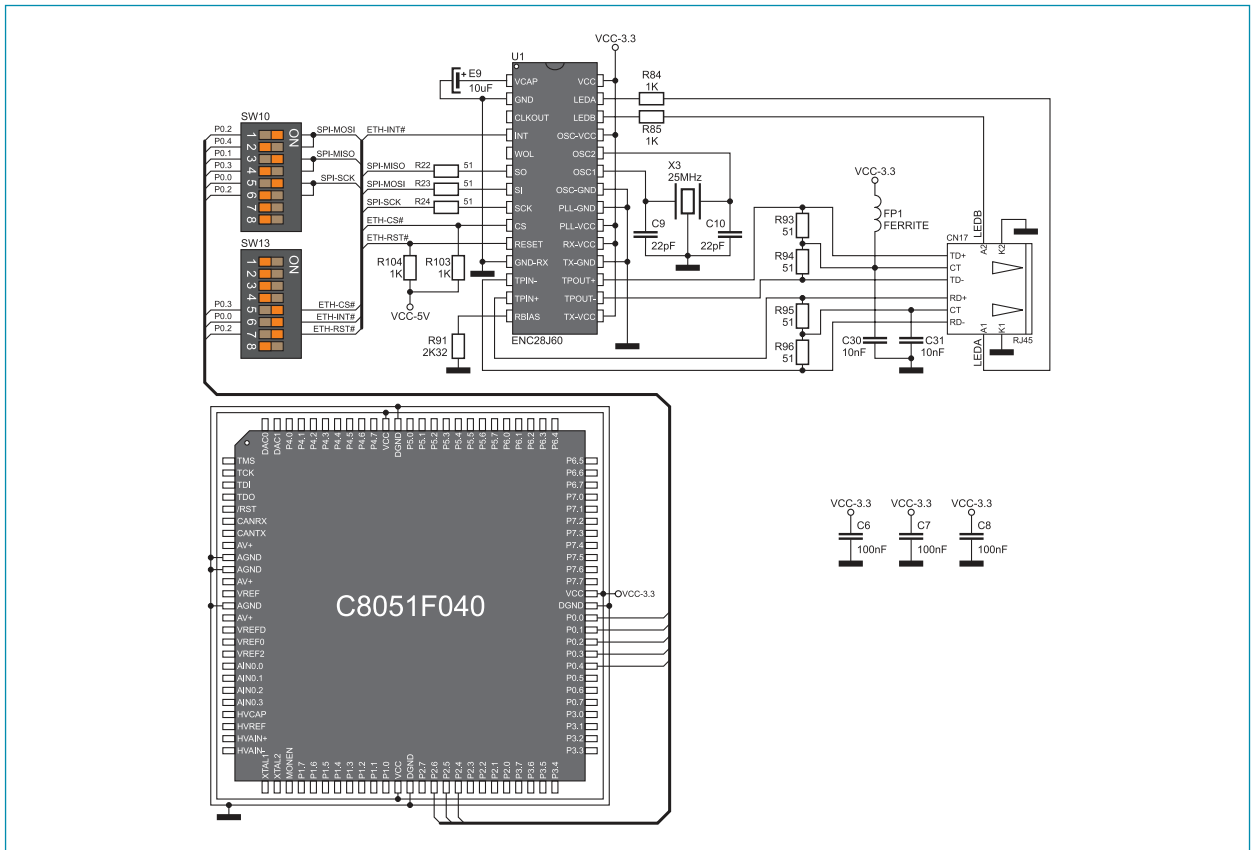 VCC-3.3
U1
E9
+
10uF
VCAP
GND
CLKOUT
INT
WOL
SO
SI
SCK
CS
RESET
GND-RX
TPIN-
TPIN+
RBIAS
VCC
LEDA
LEDB
OSC-VCC
OSC2
OSC1
OSC-GND
PLL-GND
PLL-VCC
RX-VCC
TX-GND
TPOUT+
TPOUT-
TX-VCC
ENC28J60
R84
1K
R85
1K
SW10
P0.2
P0.4
P0.1
P0.3
P0.0
P0.2
1
2
3
4
5
6
7
8
ON
SPI-MOSI
SPI-MISO
SPI-SCK
ETH-INT#
SPI-MISO
R22
51
SPI-MOSI
R23
51
SPI-SCK
R24
51
ETH-CS#
ETH-RST#
SW13
1
2
3
4
5
6
7
8
ON
P0.3
P0.0
P0.2
ETH-CS#
ETH-INT#
ETH-RST#
R104
1K
R103
1K
VCC-5V
R91
2K32
X3
25MHz
C9
22pF
C10
22pF
VCC-3.3
FP1
FERRITE
R93
51
R94
51
R95
51
R96
51
C30
10nF
C31
10nF
LEDB
CN17
A2
K2
TD+
CT
TD-
RD+
CT
RD-
A1
K1
RJ45
LEDA
DAC0
DAC1
P4.0
P4.1
P4.2
P4.3
P4.4
P4.5
P4.6
P4.7
VCC
DGND
P5.0
P5.1
P5.2
P5.3
P5.4
P5.5
P5.6
P5.7
P6.0
P6.1
P6.2
P6.3
P6.4
TMS
TCK
TDI
TDO
/RST
CANRX
CANTX
AV+
AGND
AGND
AV+
VREF
AGND
AV+
VREFD
VREF0
VREF2
AIN0.0
AIN0.1
AIN0.2
AIN0.3
HVCAP
HVREF
HVAIN+
HVAIN-
C8051F040
P6.5
P6.6
P6.7
P7.0
P7.1
P7.2
P7.3
P7.4
P7.5
P7.6
P7.7
VCC
DGND
P0.0
P0.1
P0.2
P0.3
P0.4
P0.5
P0.6
P0.7
P3.0
P3.1
P3.2
P3.3
VCC-3.3
XTAL1
XTAL2
MONEN
P1.7
P1.6
P1.5
P1.4
P1.3
P1.2
P1.1
P1.0
VCC
DGND
P2.7
P2.6
P2.5
P2.4
P2.3
P2.2
P2.1
P2.0
P3.7
P3.6
P3.5
P3.4
VCC-3.3
C6
100nF
VCC-3.3
C7
100nF
VCC-3.3
C8
100nF